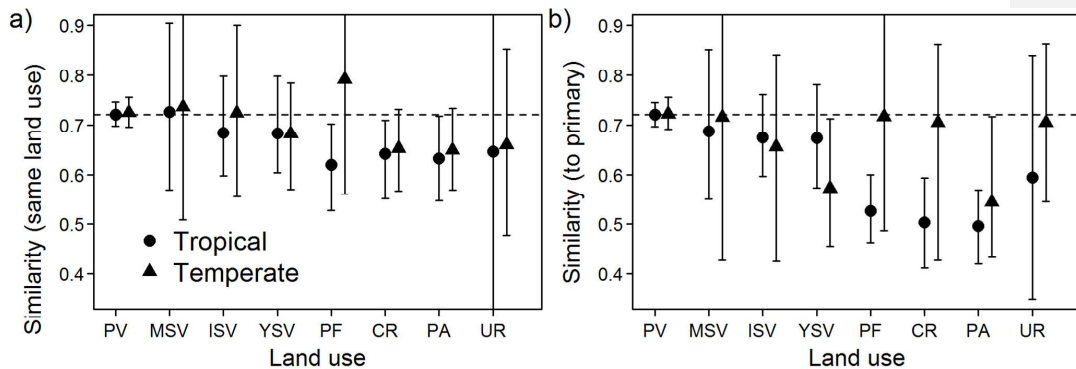 a)
Similarity (same land use)
0.9
0.8
0.7
0.6
0.5
0.4
Tropical
Temperate
PV MSV ISV YSV PF CR PA UR
Land use
b)
Similarity (to primary)
0.9
0.8
0.7
0.6
0.5
0.4
PV MSV ISV YSV PF CR PA UR
Land use